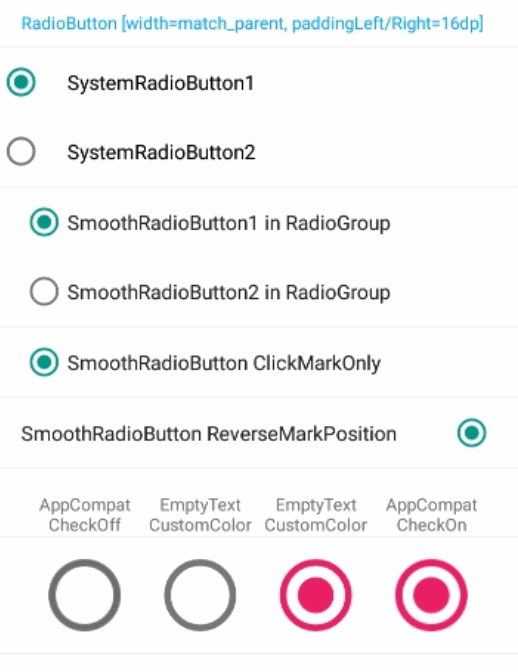 RadioButton [width=match_parent, paddingLeft/Right=16dp]
SystemRadioButton1
SystemRadioButton2
SmoothRadioButton1 in RadioGroup
SmoothRadioButton2 in RadioGroup
SmoothRadioButton ClickMarkOnly
SmoothRadioButton ReverseMarkPosition
AppCompat EmptyText EmptyText AppCompat
CheckOff CustomColor CustomColor CheckOn